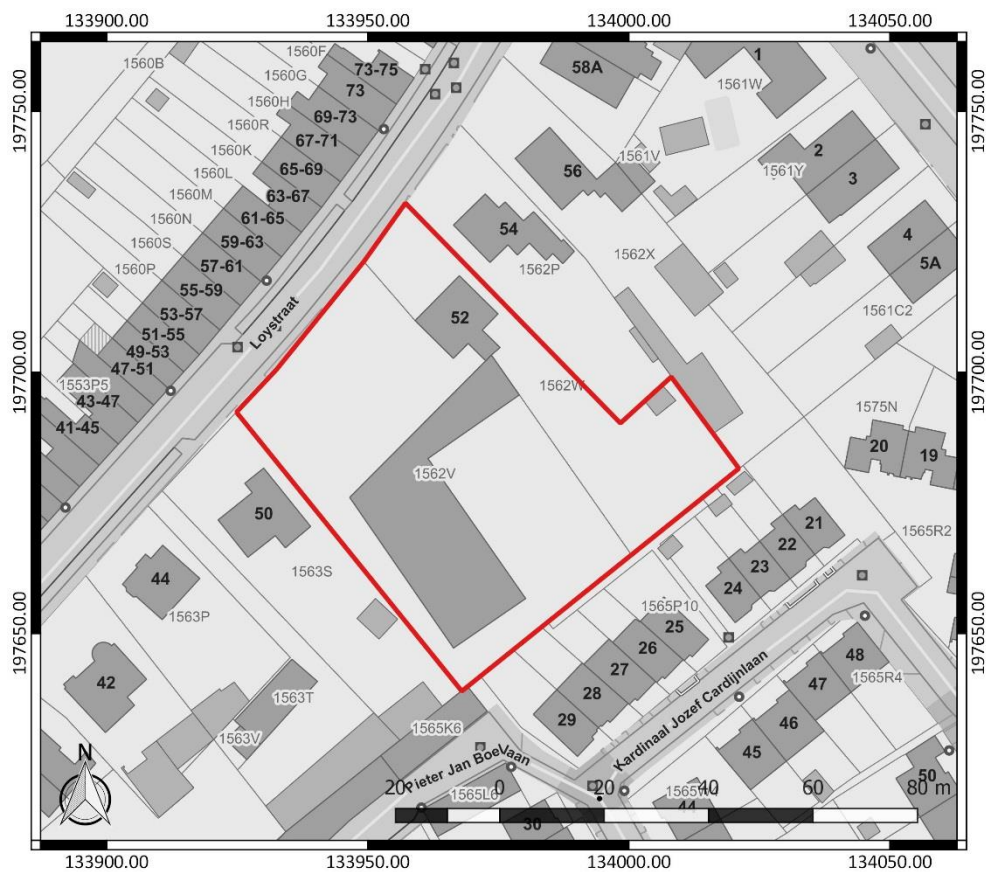 133900.00 133950.00 134000.00 134050.00
197750.00
197700.00
197650.00
197750.00
197700.00
197650.00
1560B
1560F
1560G
1560H
1560R
1560K
1560L
1560M
1560N
1560S
1560P
1553P5
73-75
73
69-73
67-71
65-69
63-67
61-65
59-63
57-61
55-59
53-57
51-55
49-53
47-51
43-47
41-45
Loystraat
58A
1
1561W
56
1561V
2
1561Y
3
4
5A
1561C2
54
1562P
1562X
52
1562W
1562V
1575N
20
19
50
1563S
44
1563P
42
1563T
1563V
21
22
23
24
1565R2
1565P10
25
26
27
28
29
1565K6
Pieter Jan BoeVaan
Kardinaal Jozef Cardijnlaan
48
47
1565R4
46
45
50
44
1565L6
30
N
20 0 20 40 60 80 m
133900.00 133950.00 134000.00 134050.00